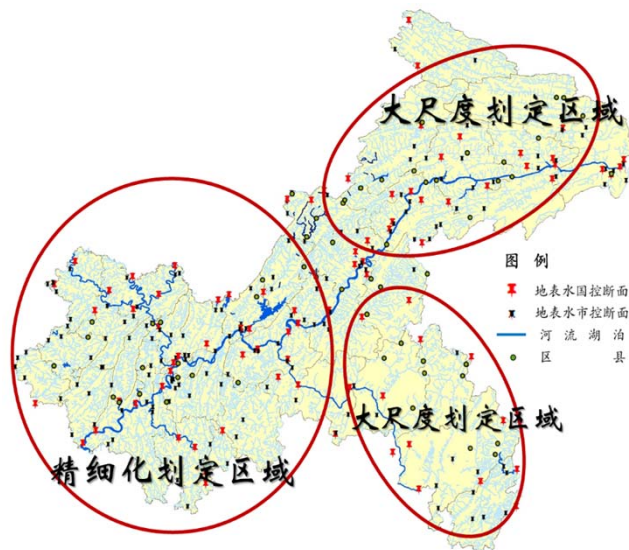 大尺度划定区域
图 例
地表水国控断面
地表水市控断面
河流湖泊
区 县
大尺度划定区域
精细化划定区域